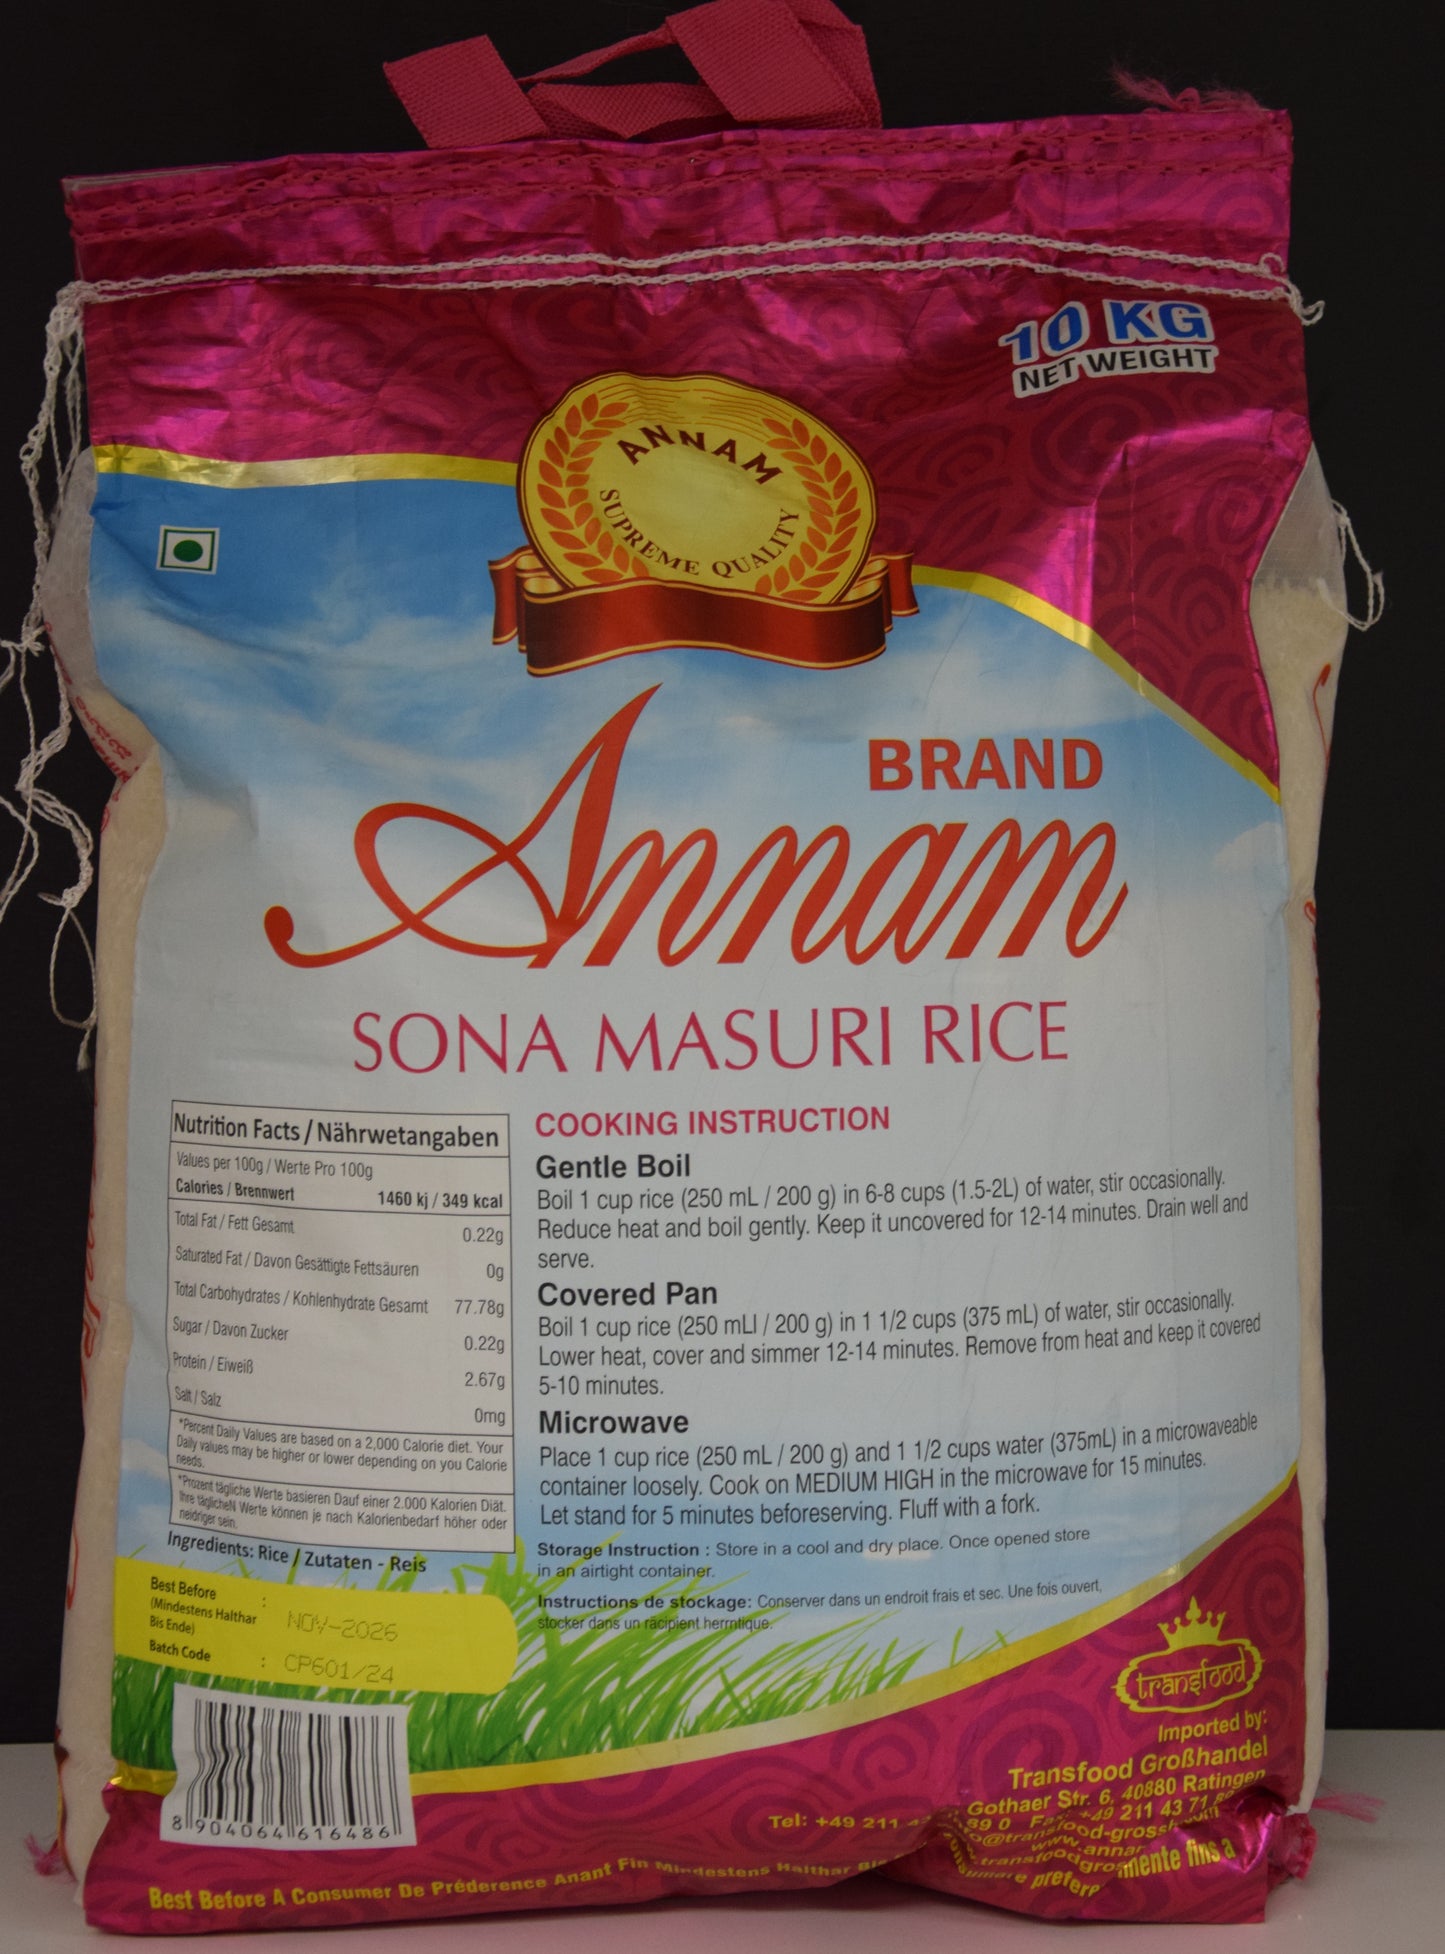 10 KG
NET WEIGHT
ANNAM
SUPREME QUALITY
BRAND
Annam
SONA MASURI RICE
Nutrition Facts / Nährwetangaben
Values per 100g / Werte Pro 100g
Calories / Brennwert 1460 kj / 349 kcal
Total Fat / Fett Gesamt 0.22g
Saturated Fat / Davon Gesättigte Fettsäuren 0g
Total Carbohydrates / Kohlenhydrate Gesamt 77.78g
Sugar / Davon Zucker 0.22g
Protein / Eiweiß 2.67g
Salt / Salz 0mg
*Percent Daily Values are based on a 2,000 Calorie diet. Your
Daily values may be higher or lower depending on you Calorie
needs.
*Prozent tägliche Werte basieren Dauf einer 2.000 Kalorien Diät.
Ihre täglicheN Werte können je nach Kalorienbedarf höher oder
neidriger sein.
Ingredients: Rice / Zutaten - Reis
COOKING INSTRUCTION
Gentle Boil
Boil 1 cup rice (250 mL / 200 g) in 6-8 cups (1.5-2L) of water, stir occasionally.
Reduce heat and boil gently. Keep it uncovered for 12-14 minutes. Drain well and
serve.
Covered Pan
Boil 1 cup rice (250 mLl / 200 g) in 1 1/2 cups (375 mL) of water, stir occasionally.
Lower heat, cover and simmer 12-14 minutes. Remove from heat and keep it covered
5-10 minutes.
Microwave
Place 1 cup rice (250 mL / 200 g) and 1 1/2 cups water (375mL) in a microwaveable
container loosely. Cook on MEDIUM HIGH in the microwave for 15 minutes.
Let stand for 5 minutes beforeserving. Fluff with a fork.
Storage Instruction : Store in a cool and dry place. Once opened store
in an airtight container.
Instructions de stockage: Conserver dans un endroit frais et sec. Une fois ouvert,
stocker dans un räcipient herrntique.
Best Before : NOV-2026
(Mindestens Halthar
Bis Ende)
Batch Code : CP601/24
8 904064 616486
transfood
Imported by:
Transfood Großhandel
Gothaer Str. 6, 40880 Ratingen
Tel: +49 211 89 0 Fax: +49 211 43 71
www.annam
Best Before A Consumer De Préderence Anant Fin Mindestens Halthar
mente fins a